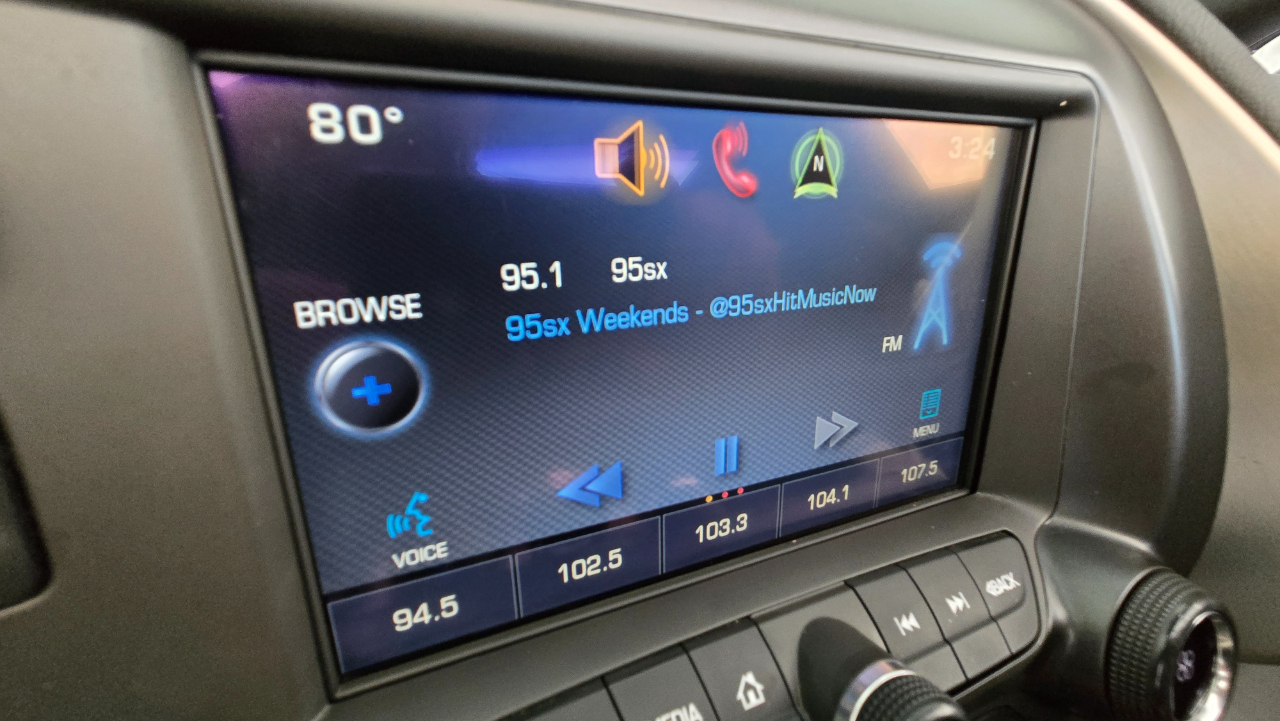 80°
N
3:24
95.1 95sx
95sx Weekends - @95sxHitMusicNow
BROWSE
FM
MENU
VOICE
94.5 102.5 103.3 104.1 107.5
MEDIA
BACK